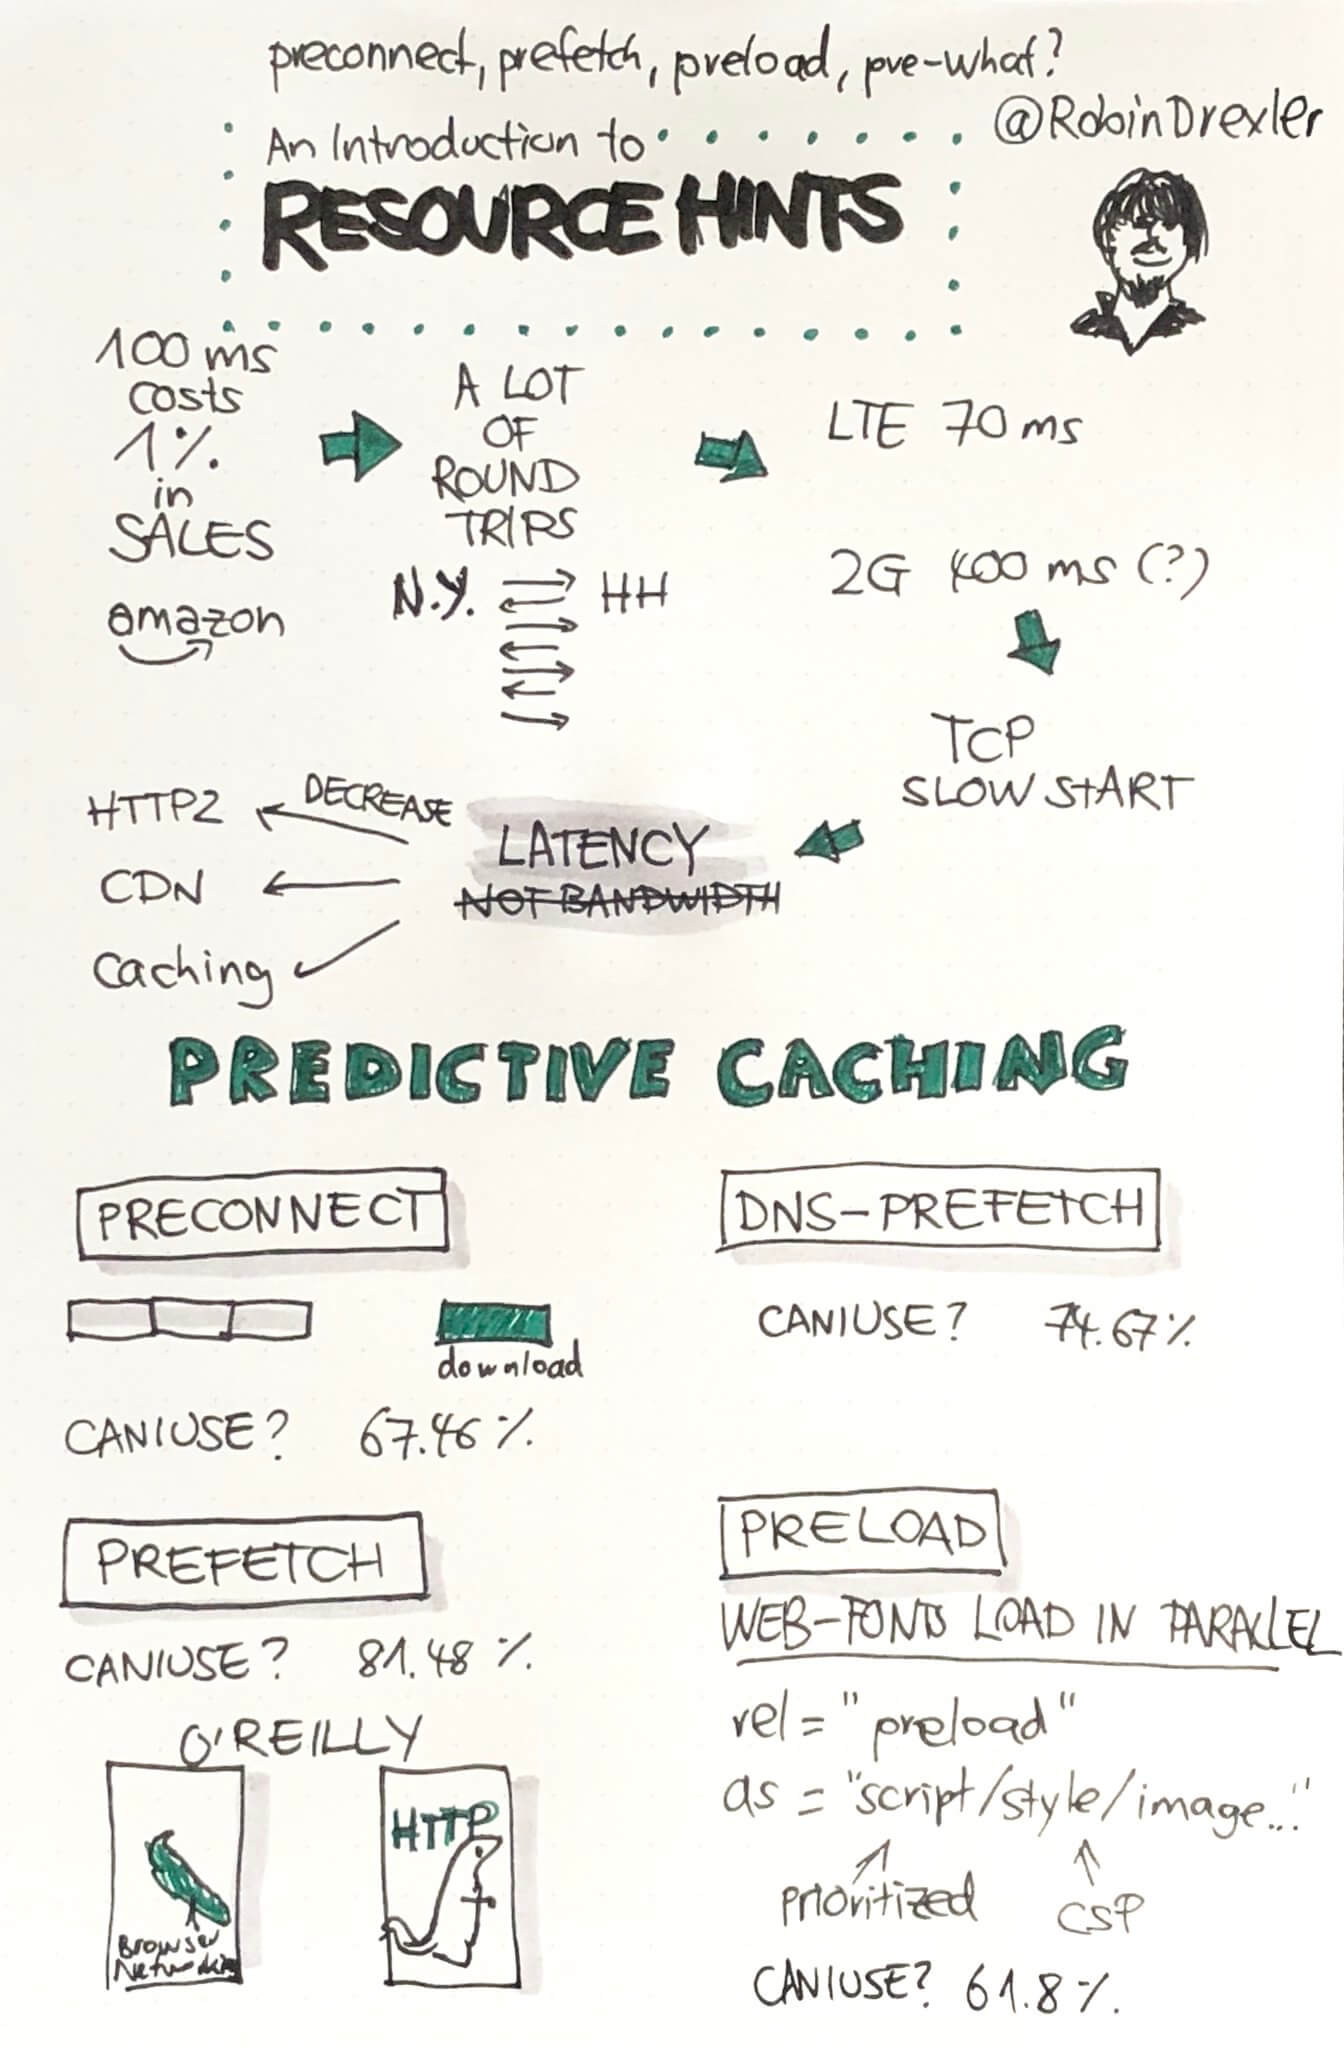 preconnect, prefetch, preload, pre-what?
@RobinDrexler
An Introduction to
RESOURCE HINTS
100 ms
costs
1%
in
SALES
amazon
A LOT
OF
ROUND
TRIPS
N.Y. HH
LTE 70 ms
2G 400 ms (?)
TCP
SLOW START
LATENCY
NOT BANDWIDTH
DECREASE
HTTP2
CDN
Caching
PREDICTIVE CACHING
PRECONNECT
download
CANIUSE? 67.46 %
DNS-PREFETCH
CANIUSE? 74.67 %
PREFETCH
CANIUSE? 81.48 %
O'REILLY
Browser
Networking
HTTP
PRELOAD
WEB-FONTS LOAD IN PARALLEL
rel = "preload"
as = "script/style/image..."
prioritized CSP
CANIUSE? 61.8 %